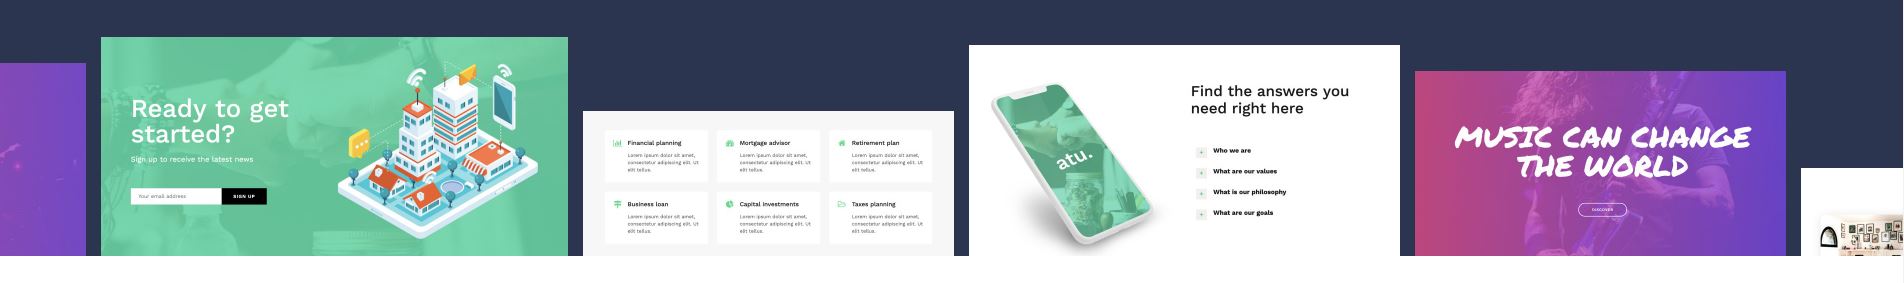 Ready to get
started?
Sign up to receive the latest news
Your email address
SIGN UP
Financial planning
Lorem ipsum dolor sit amet,
consectetur adipiscing elit. Ut
elit tellus.
Mortgage advisor
Lorem ipsum dolor sit amet,
consectetur adipiscing elit. Ut
elit tellus.
Retirement plan
Lorem ipsum dolor sit amet,
consectetur adipiscing elit. Ut
elit tellus.
Business loan
Lorem ipsum dolor sit amet,
consectetur adipiscing elit. Ut
elit tellus.
Capital investments
Lorem ipsum dolor sit amet,
consectetur adipiscing elit. Ut
elit tellus.
Taxes planning
Lorem ipsum dolor sit amet,
consectetur adipiscing elit. Ut
elit tellus.
atu.
Find the answers you
need right here
+ Who we are
+ What are our values
+ What is our philosophy
+ What are our goals
MUSIC CAN CHANGE
THE WORLD
DISCOVER